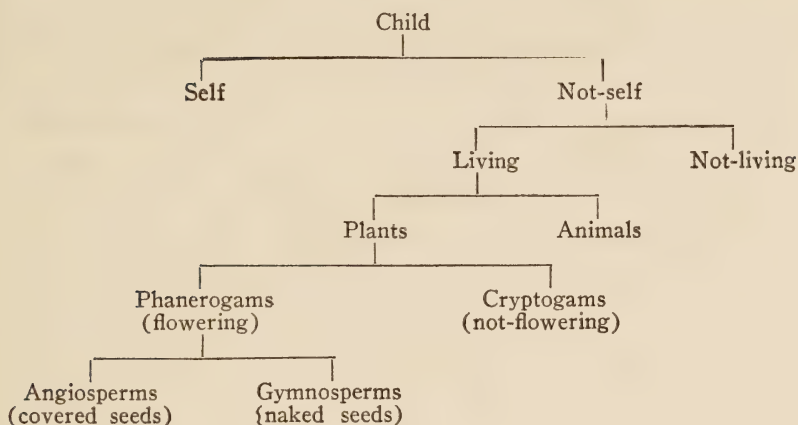 Child
Self Not-self
Living Not-living
Plants Animals
Phanerogams Cryptogams
(flowering) (not-flowering)
Angiosperms Gymnosperms
(covered seeds) {naked seeds)